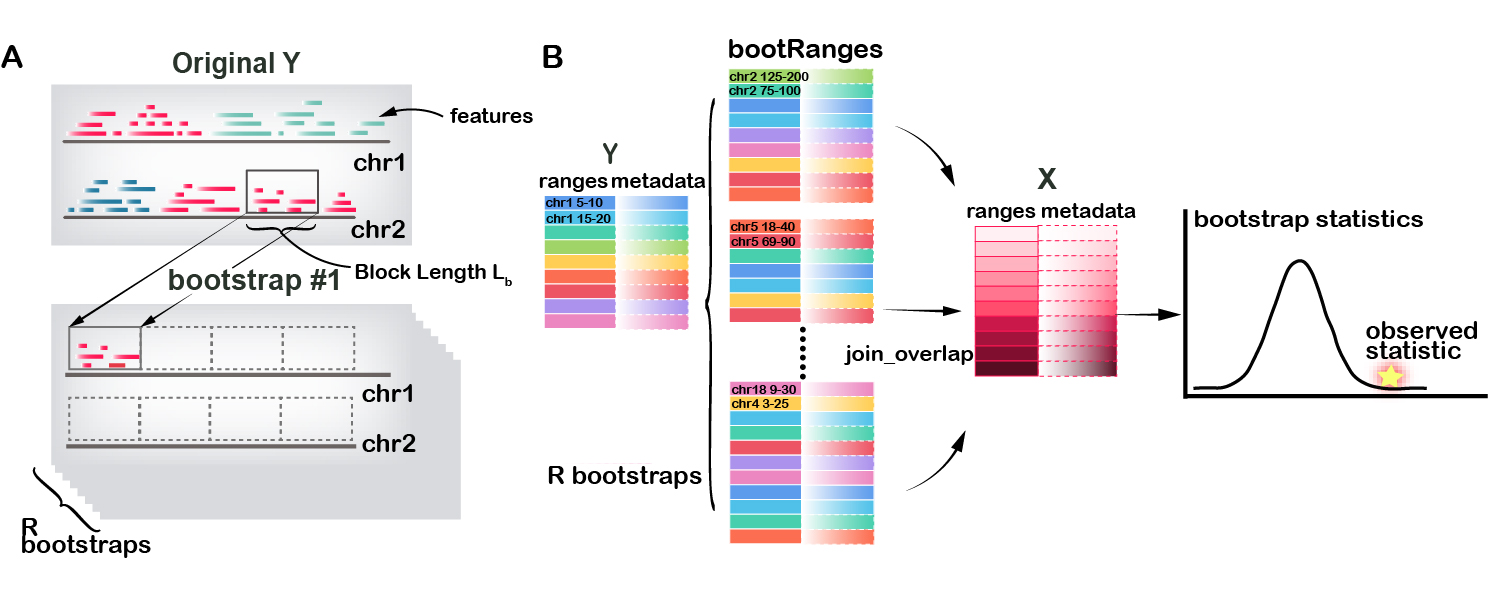 A
Original Y
features
chr1
chr2
Block Length Lb
bootstrap #1
chr1
chr2
R
bootstraps
B
Y
ranges metadata
chr1 5-10
chr1 15-20
bootRanges
chr2 125-200
chr2 75-100
chr5 18-40
chr5 69-90
chr18 9-30
chr4 3-25
R bootstraps
join_overlap
X
ranges metadata
bootstrap statistics
observed
statistic